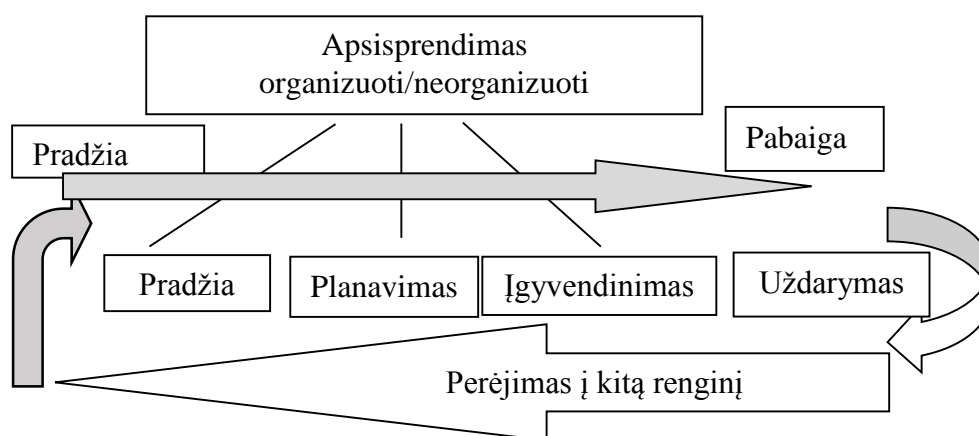 Apsisprendimas
organizuoti/neorganizuoti
Pradžia
Pabaiga
Pradžia
Planavimas
Įgyvendinimas
Uždarymas
Perėjimas į kitą renginį